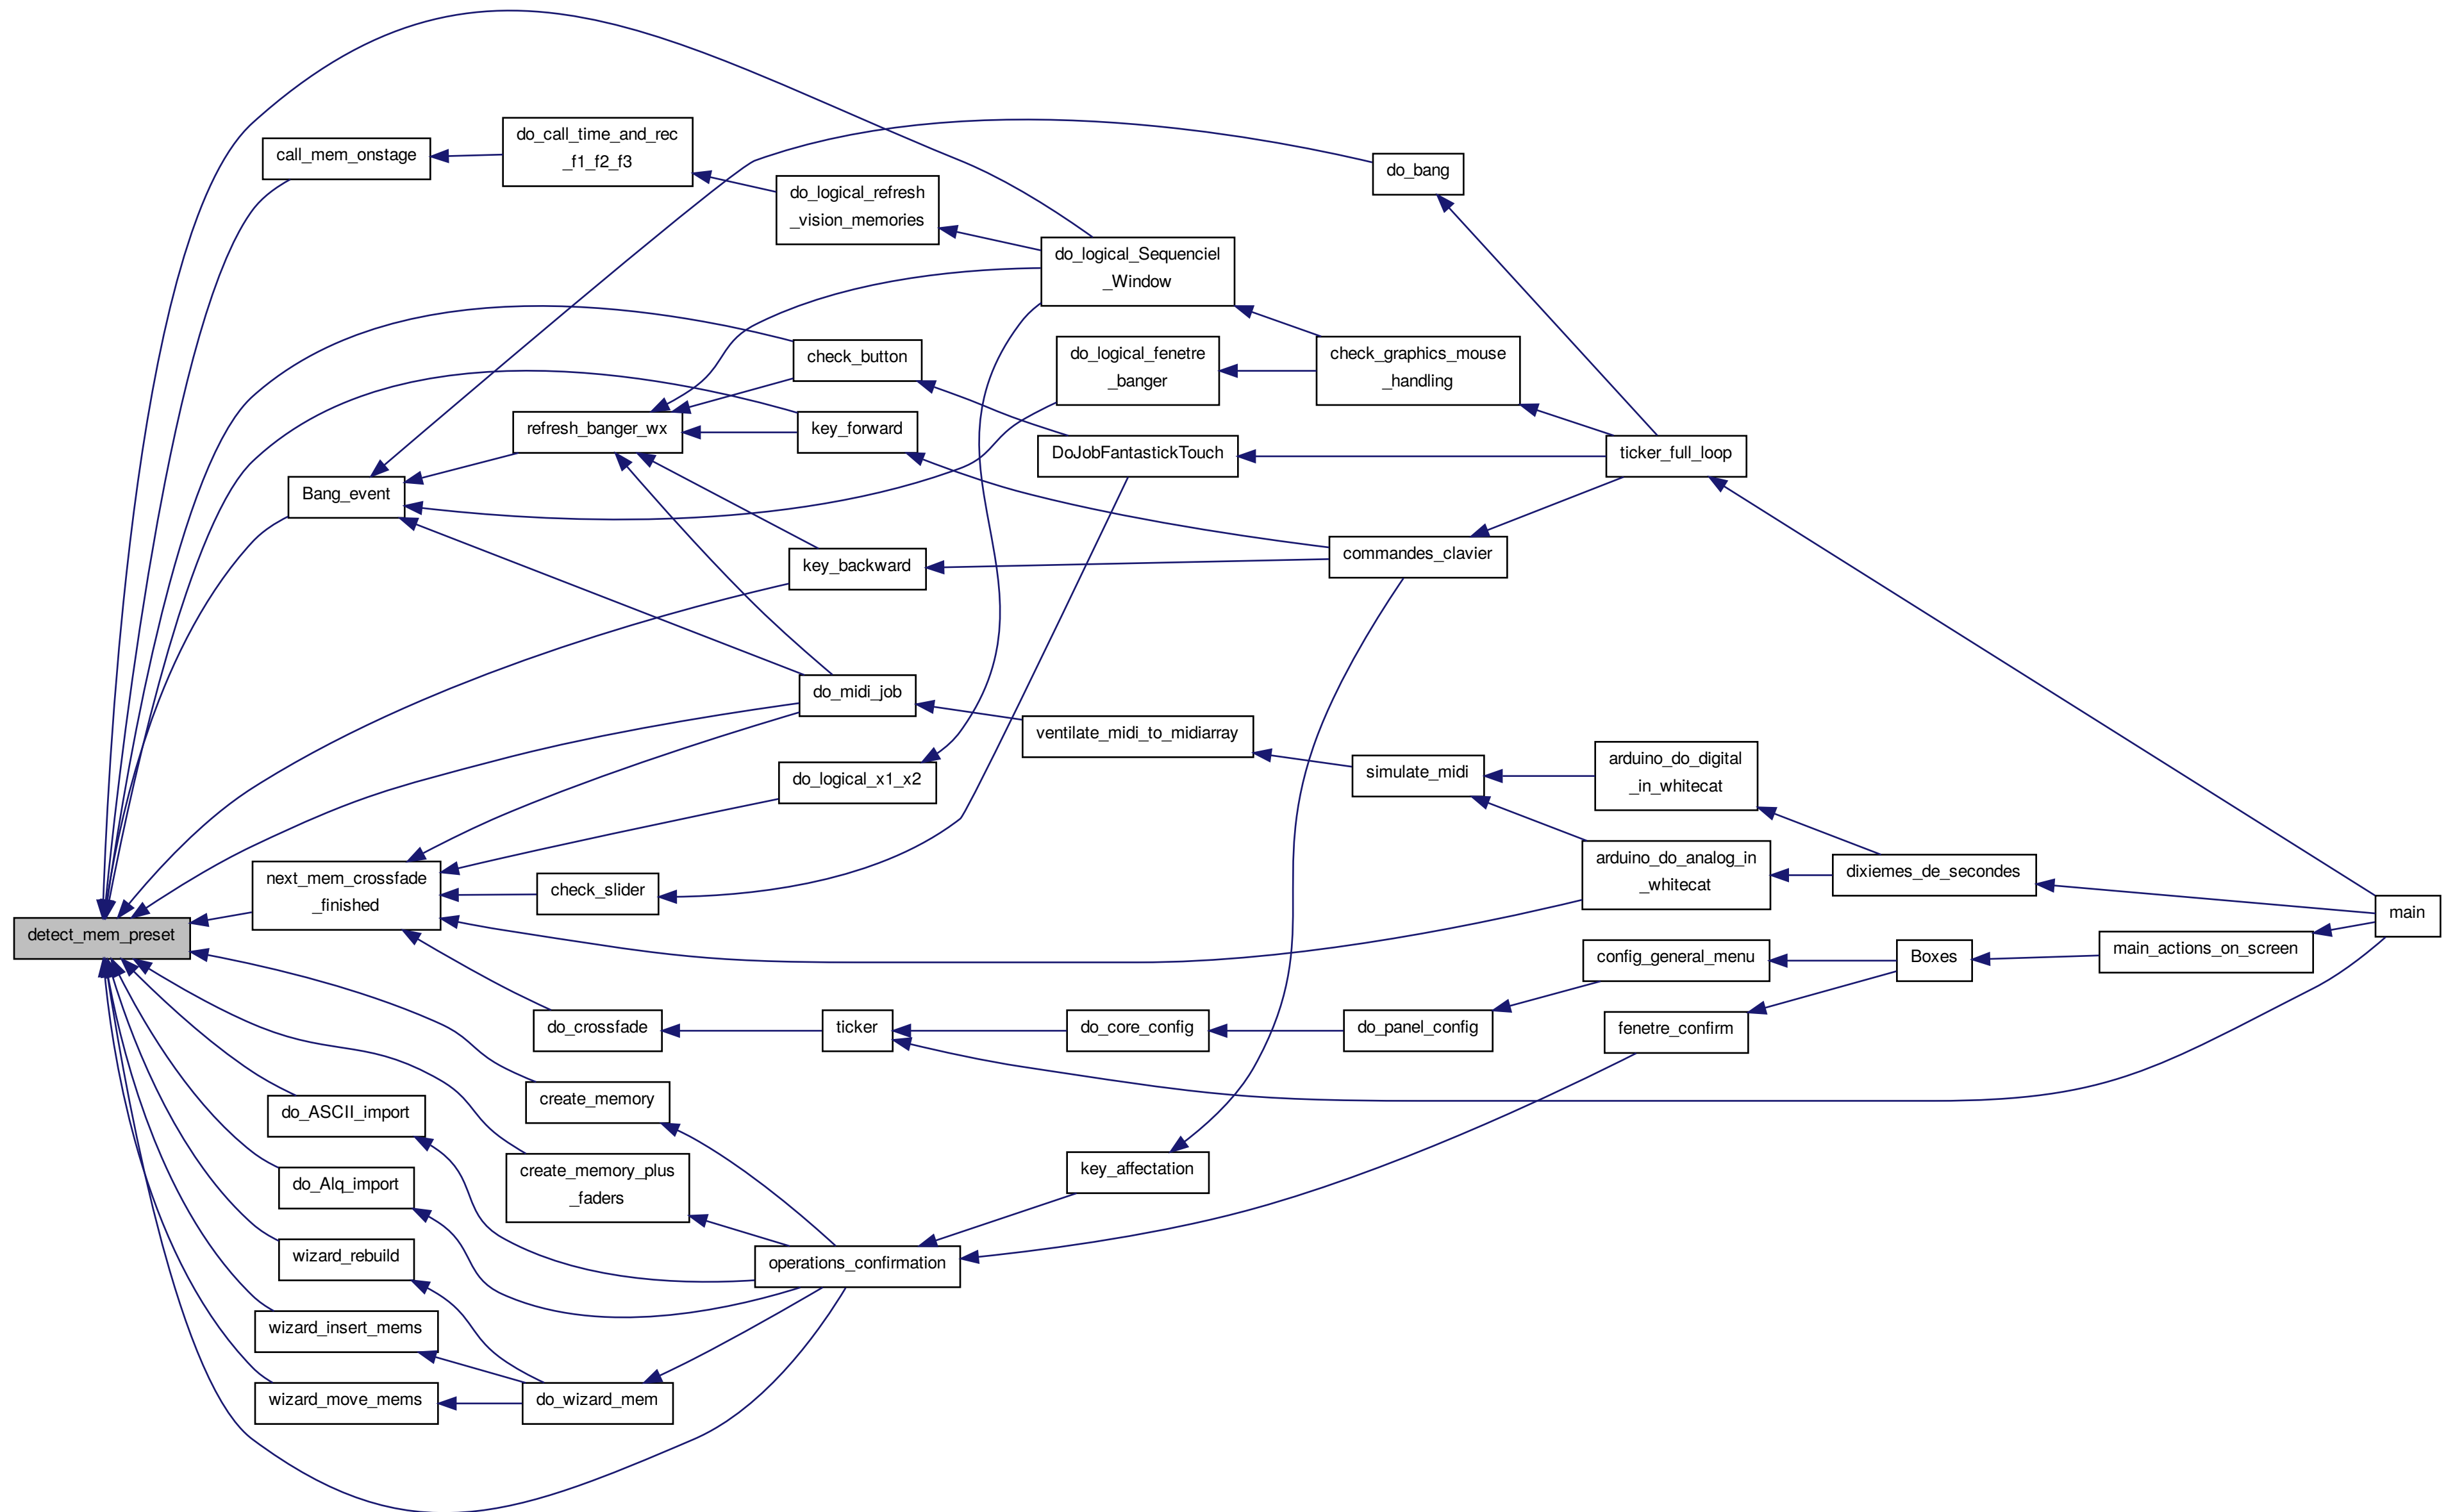 do_call_time_and_rec
_f1_f2_f3
call_mem_onstage
do_bang
do_logical_refresh
_vision_memories
do_logical_Sequenciel
_Window
check_button
do_logical_fenetre
_banger
check_graphics_mouse
_handling
refresh_banger_wx
key_forward
DoJobFantastickTouch
ticker_full_loop
Bang_event
key_backward
commandes_clavier
do_midi_job
ventilate_midi_to_midiarray
do_logical_x1_x2
simulate_midi
arduino_do_digital
_in_whitecat
next_mem_crossfade
_finished
check_slider
arduino_do_analog_in
_whitecat
dixiemes_de_secondes
main
detect_mem_preset
config_general_menu
Boxes
main_actions_on_screen
do_crossfade
ticker
do_core_config
do_panel_config
fenetre_confirm
create_memory
do_ASCII_import
create_memory_plus
_faders
key_affectation
do_Alq_import
wizard_rebuild
operations_confirmation
wizard_insert_mems
wizard_move_mems
do_wizard_mem